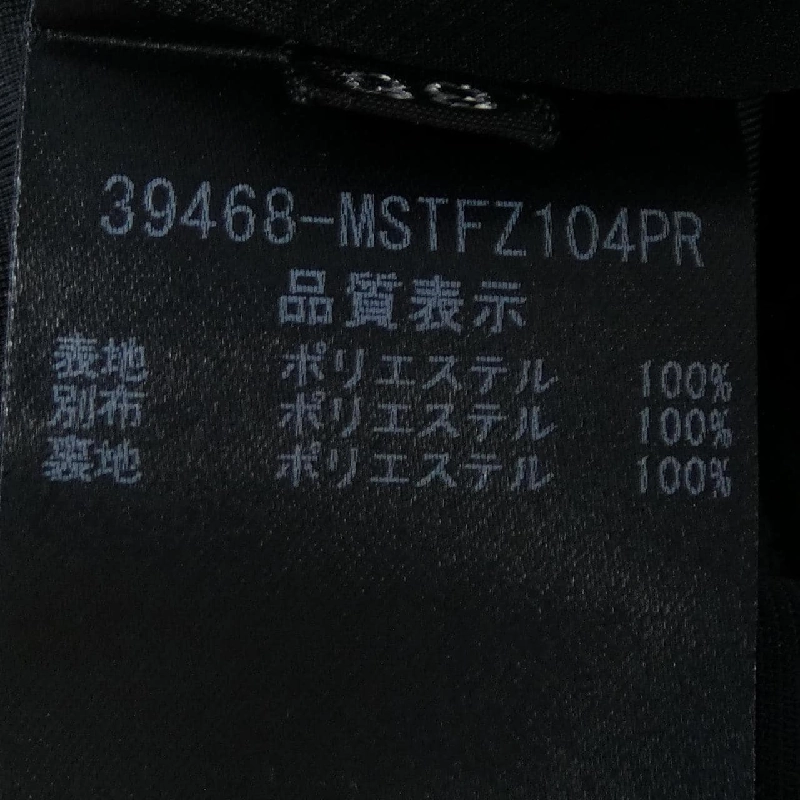 39468-MSTFZ104PR
品質表示
表地 ポリエステル 100%
別布 ポリエステル 100%
裏地 ポリエステル 100%